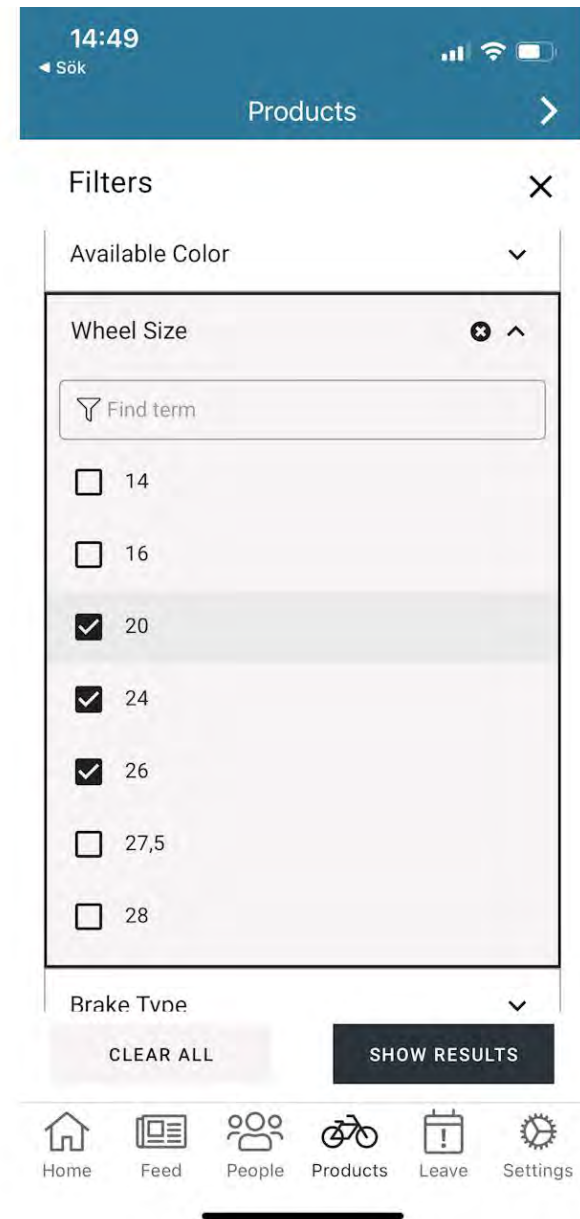 14:49
◀ Sök
Products
Filters
Available Color
Wheel Size
Find term
14
16
20
24
26
27,5
28
Brake Type
CLEAR ALL
SHOW RESULTS
Home Feed People Products Leave Settings